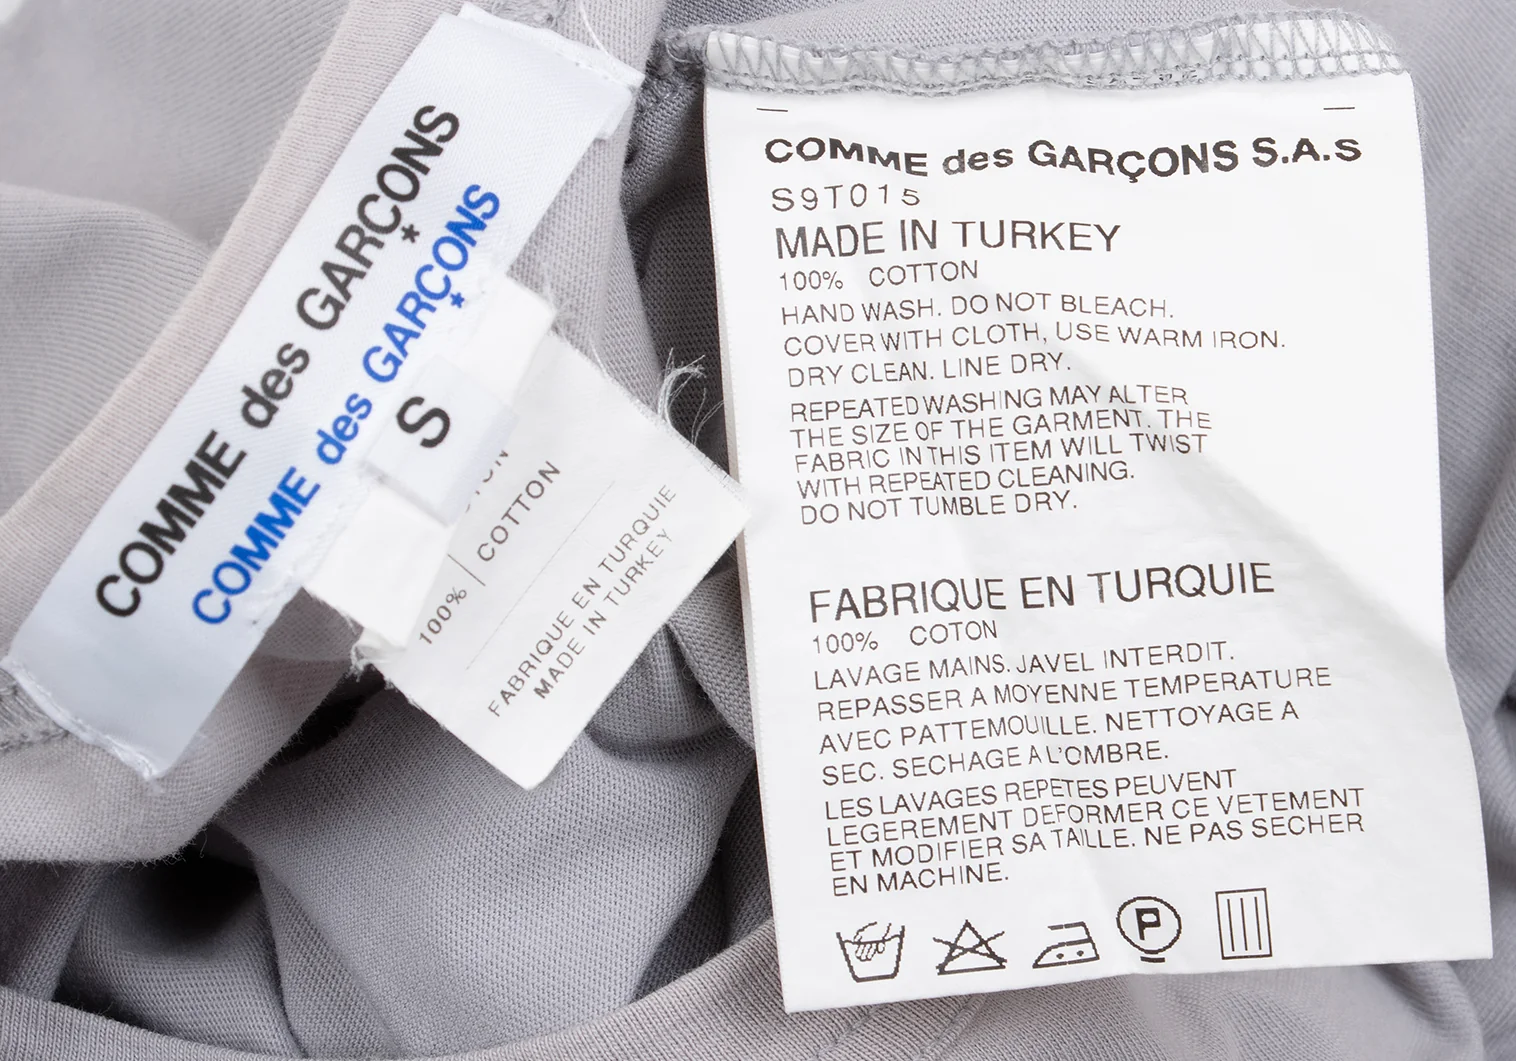 COMME des GARÇONS
*
COMME des GARÇONS
*
S
100% COTTON
FABRIQUE EN TURQUIE
MADE IN TURKEY
COMME des GARÇONS S.A.S
S9T015
MADE IN TURKEY
100% COTTON
HAND WASH. DO NOT BLEACH.
COVER WITH CLOTH, USE WARM IRON.
DRY CLEAN. LINE DRY.
REPEATED WASHING MAY ALTER
THE SIZE OF THE GARMENT. THE
FABRIC IN THIS ITEM WILL TWIST
WITH REPEATED CLEANING.
DO NOT TUMBLE DRY.
FABRIQUE EN TURQUIE
100% COTON
LAVAGE MAINS. JAVEL INTERDIT.
REPASSER A MOYENNE TEMPERATURE
AVEC PATTEMOUILLE. NETTOYAGE A
SEC. SECHAGE A L'OMBRE.
LES LAVAGES REPETES PEUVENT
LEGEREMENT DEFORMER CE VETEMENT
ET MODIFIER SA TAILLE. NE PAS SECHER
EN MACHINE.
P